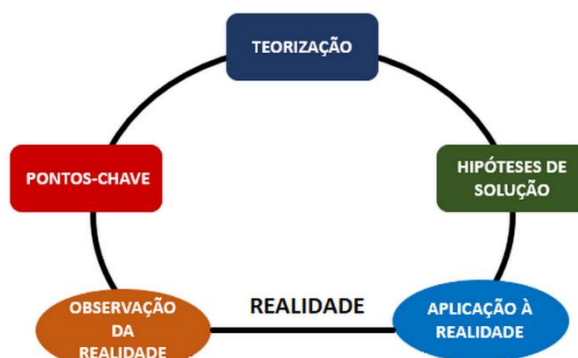 TEORIZAÇÃO
PONTOS-CHAVE
HIPÓTESES DE
SOLUÇÃO
OBSERVAÇÃO
DA
REALIDADE
REALIDADE
APLICAÇÃO À
REALIDADE